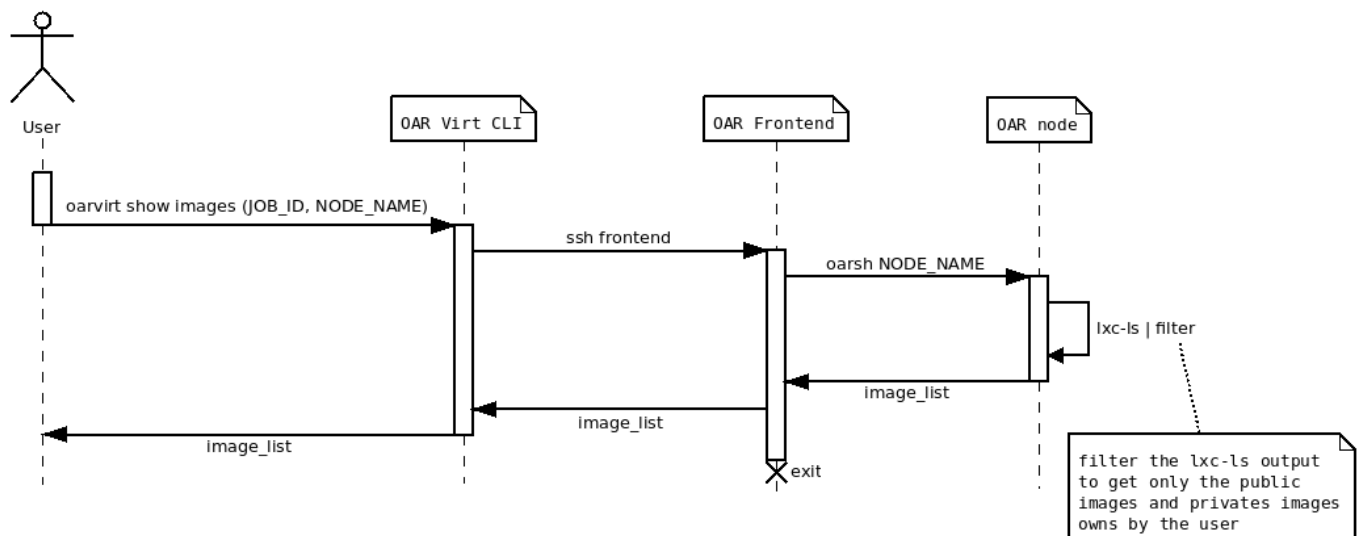 User
OAR Virt CLI
OAR Frontend
OAR node
oarvirt show images (JOB_ID, NODE_NAME)
ssh frontend
oarsh NODE_NAME
lxc-ls | filter
image_list
image_list
image_list
exit
filter the lxc-ls output
to get only the public
images and privates images
owns by the user